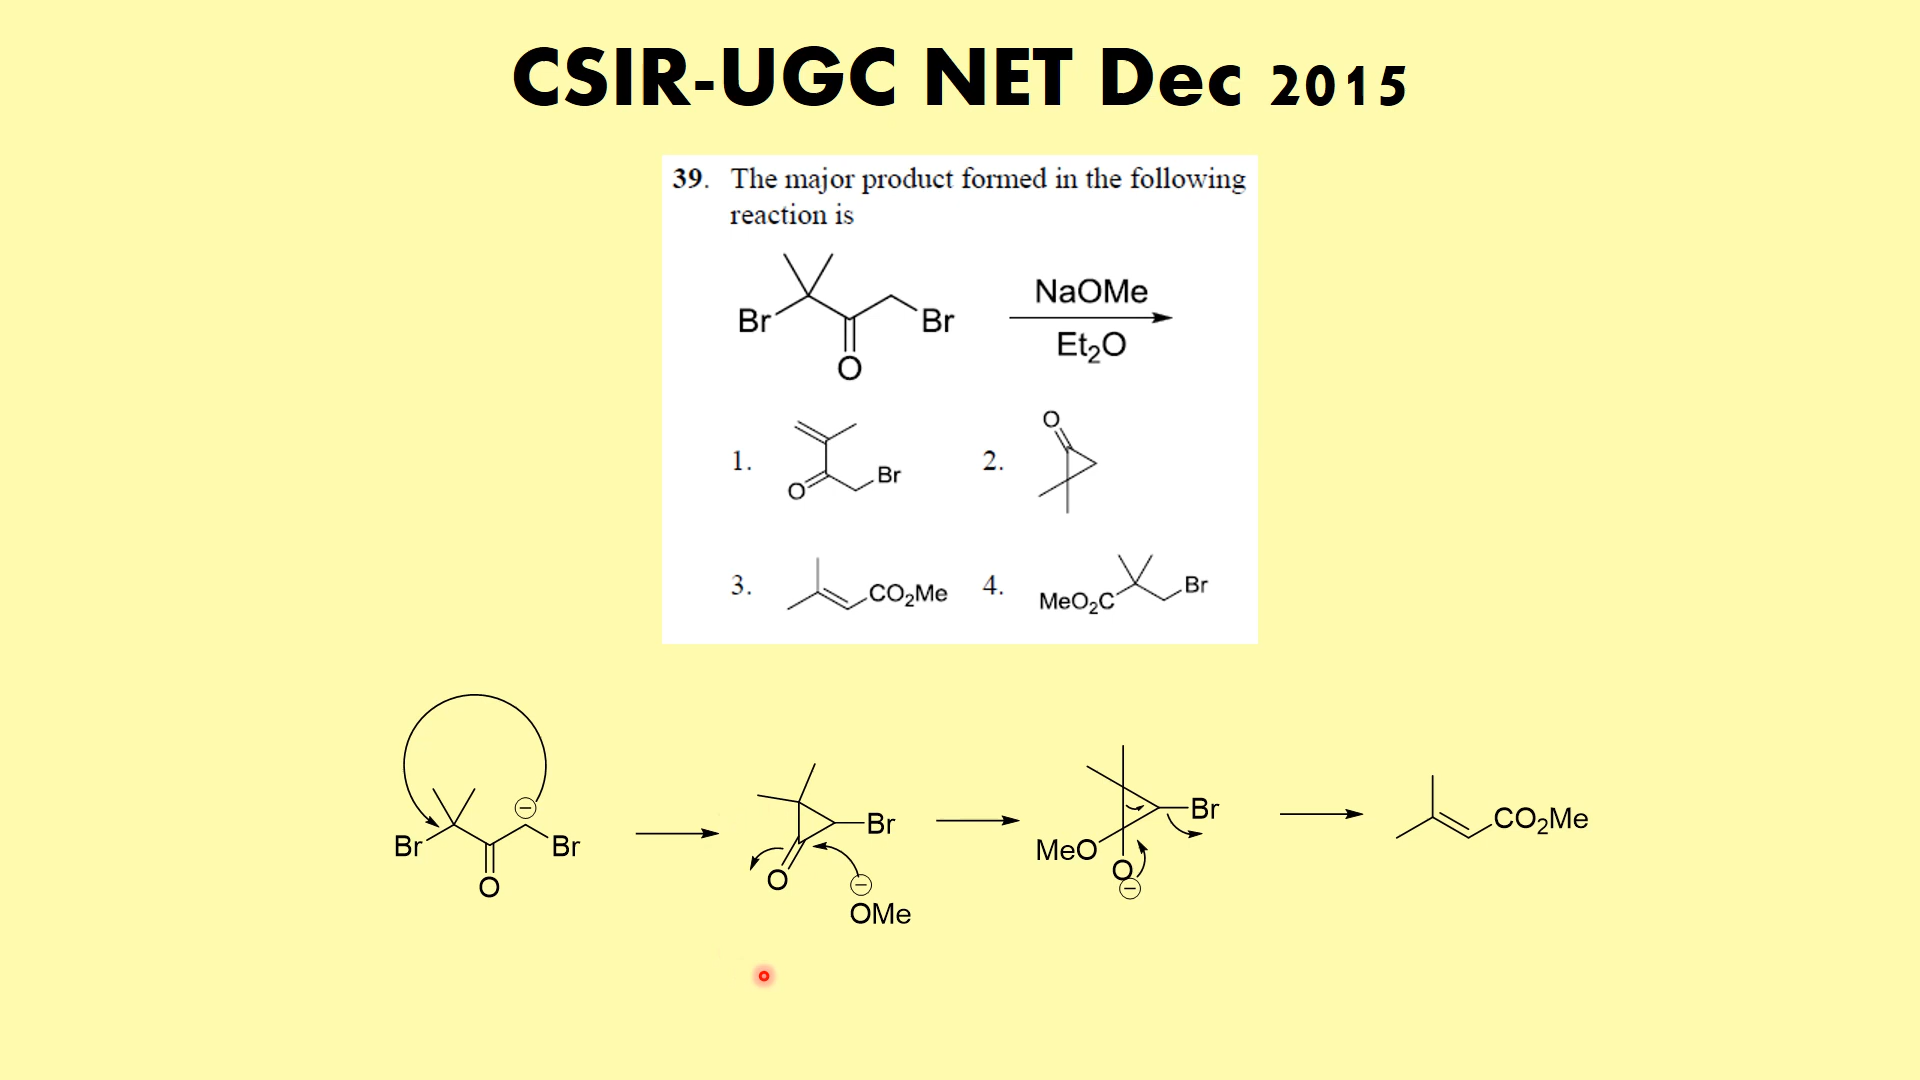 CSIR-UGC NET Dec 2015
39. The major product formed in the following
reaction is
Br
O
Br
NaOMe
Et₂O
1.
O
Br
2.
O
3.
CO₂Me
4.
MeO₂C
Br
Br
O
⊖
Br
Br
O
⊖
OMe
Br
MeO
O
⊖
CO₂Me